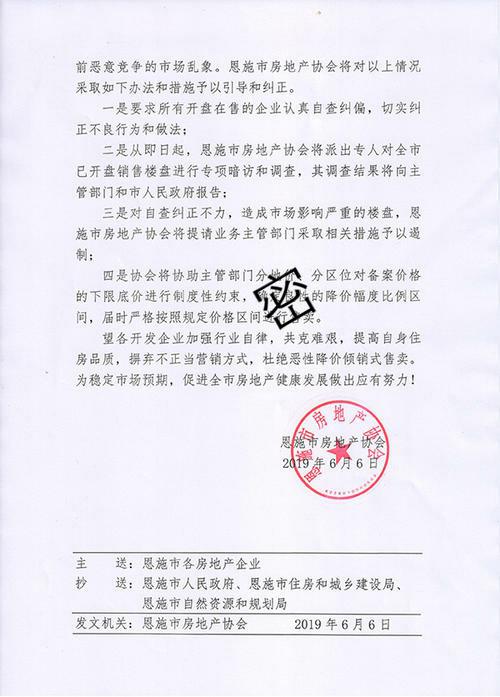 前恶意竞争的市场乱象。恩施市房地产协会将对以上情况
采取如下办法和措施予以引导和纠正。
一是要求所有开盘在售的企业认真自查纠偏，切实纠
正不良行为和做法；
二是从即日起，恩施市房地产协会将派出专人对全市
已开盘销售楼盘进行专项暗访和调查，其调查结果将向主
管部门和市人民政府报告；
三是对自查纠正不力，造成市场影响严重的楼盘，恩
施市房地产协会将提请业务主管部门采取相关措施予以遏
制；
四是协会将协助主管部门分地 、分区位对备案价格
的下限底价进行制度性约束， 性的降价幅度比例区
间，届时严格按照规定价格区间进行售卖。
密
望各开发企业加强行业自律，共克难艰，提高自身住
房品质，摒弃不正当营销方式，杜绝恶性降价倾销式售卖。
为稳定市场预期，促进全市房地产健康发展做出应有努力！
恩施市房地产协会
恩施市房地产协会
2019年6月6日
主 送：恩施市各房地产企业
抄 送：恩施市人民政府、恩施市住房和城乡建设局、
恩施市自然资源和规划局
发文机关：恩施市房地产协会 2019年6月6日